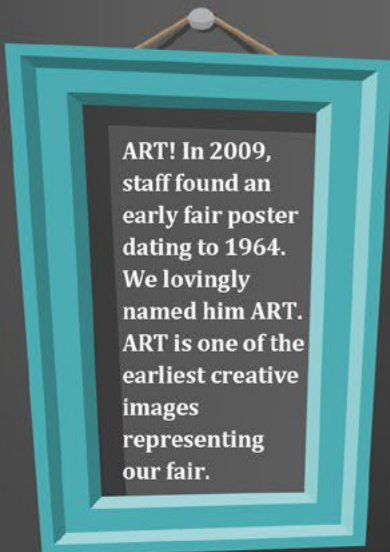 ART! In 2009,
staff found an
early fair poster
dating to 1964.
We lovingly
named him ART.
ART is one of the
earliest creative
images
representing
our fair.